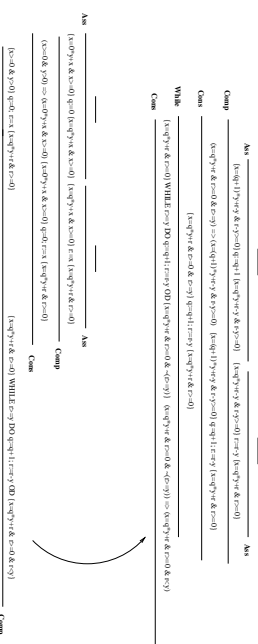 Ass Ass
{x=(q+1)*y+r-y & r-y>=0} q=q+1 {x=q*y+r-y & r-y>=0} {x=q*y+r-y & r-y>=0} r=r-y {x=q*y+r & r>=0}
Comp
(x=q*y+r & r>=0 & r>=y) => (x=(q+1)*y+r-y & r-y>=0) {x=(q+1)*y+r-y & r-y>=0} q=q+1; r=r-y {x=q*y+r & r>=0}
Cons
{x=q*y+r & r>=0 & r>=y} q=q+1; r=r-y {x=q*y+r & r>=0}
While
{x=q*y+r & r>=0} WHILE r>=y DO q=q+1; r=r-y OD {x=q*y+r & r>=0 & ~(r>=y)} (x=q*y+r & r>=0 & ~(r>=y)) => (x=q*y+r & r>=0 & r<y)
Cons
Ass Ass
{x=0*y+x & x>=0} q=0 {x=q*y+x & x>=0} {x=q*y+x & x>=0} r=x {x=q*y+r & r>=0}
Comp
(x>=0 & y>0) => (x=0*y+x & x>=0) {x=0*y+x & x>=0} q=0; r=x {x=q*y+r & r>=0}
Cons
{x>=0 & y>0} q=0; r=x {x=q*y+r & r>=0} {x=q*y+r & r>=0} WHILE r>=y DO q=q+1; r=r-y OD {x=q*y+r & r>=0 & r<y}
Comp